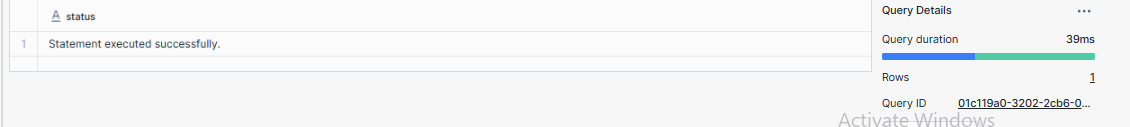 A status
1 Statement executed successfully.
Query Details ...
Query duration 39ms
Rows 1
Query ID 01c119a0-3202-2cb6-0...
Activate Windows